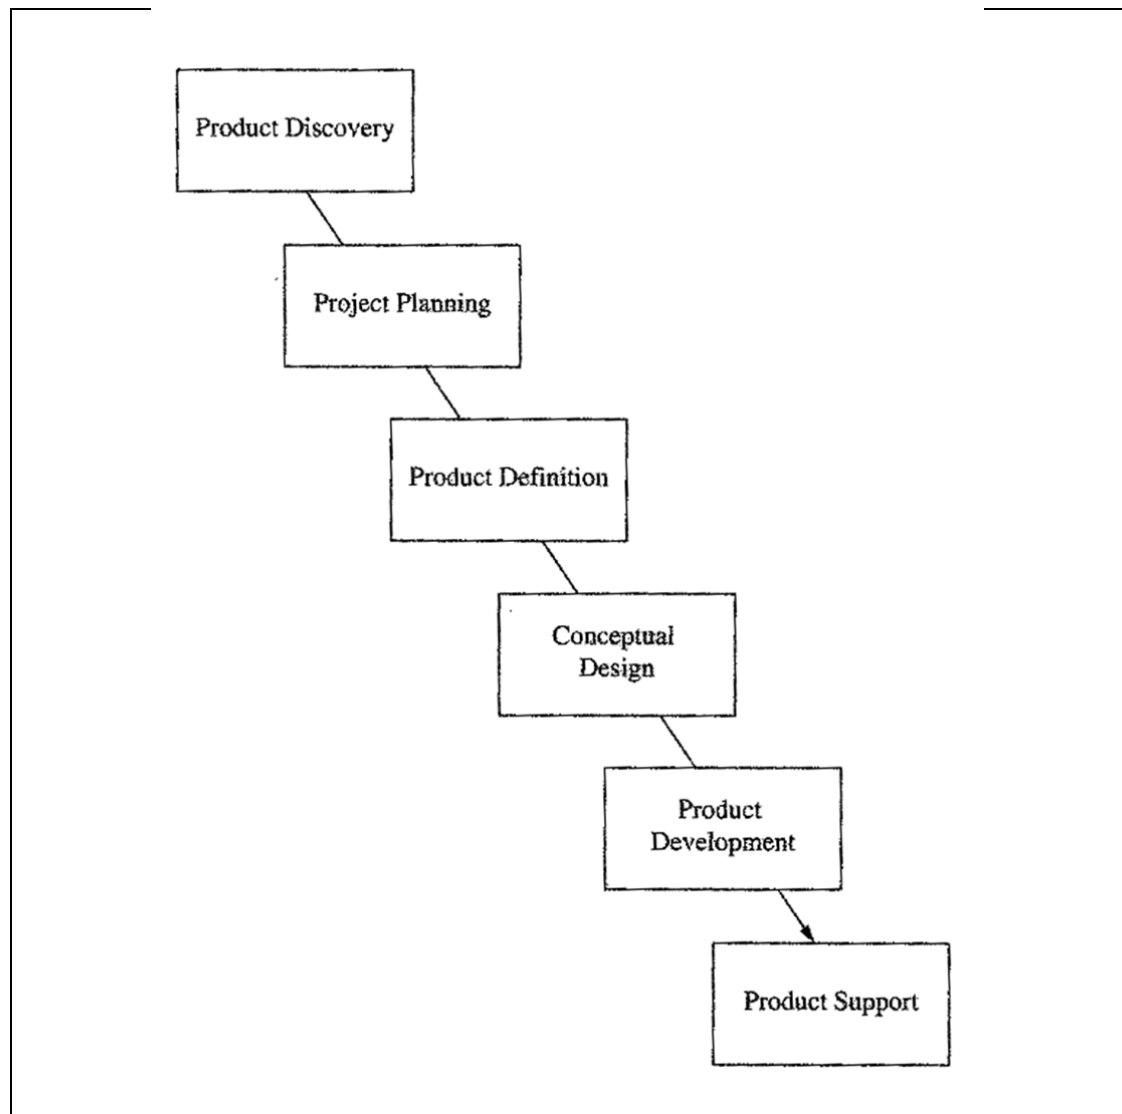 Product Discovery
Project Planning
Product Definition
Conceptual
Design
Product
Development
Product Support